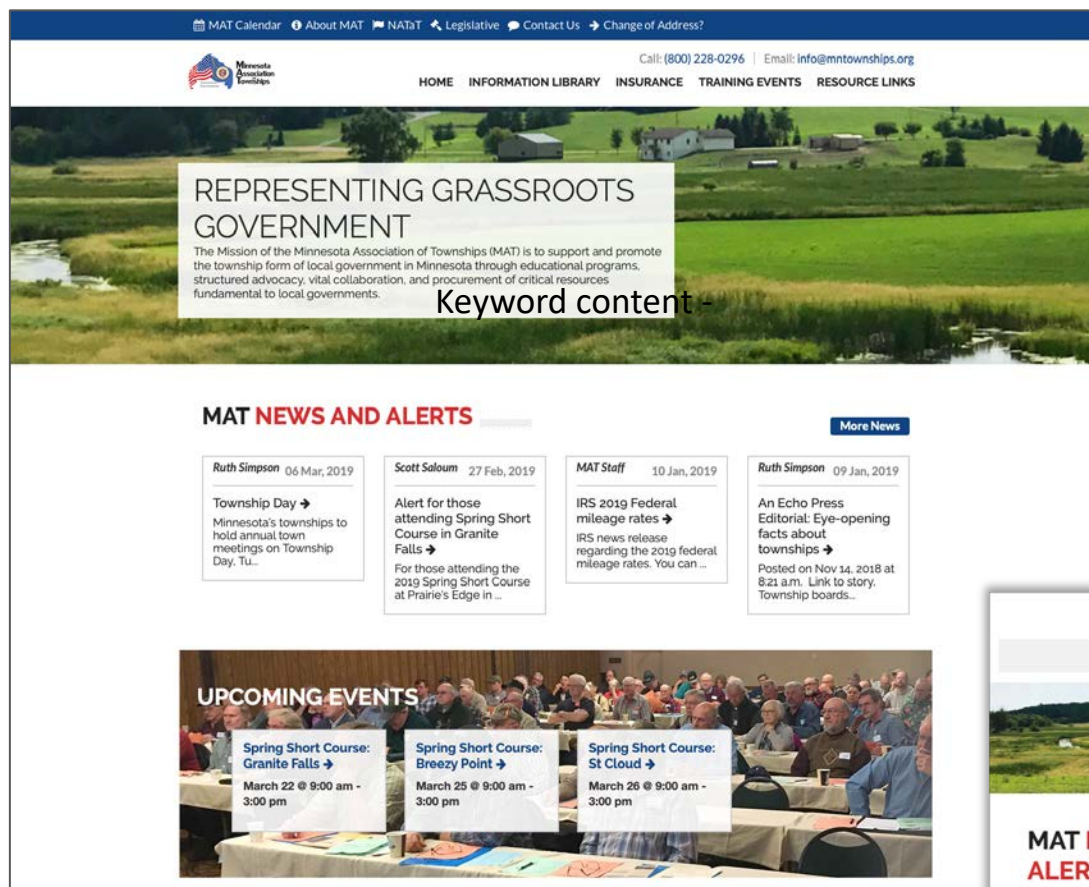 MAT Calendar About MAT NATaT Legislative Contact Us Change of Address?
Minnesota
Association
Townships
Call: (800) 228-0296 | Email: info@mntownships.org
HOME INFORMATION LIBRARY INSURANCE TRAINING EVENTS RESOURCE LINKS
REPRESENTING GRASSROOTS
GOVERNMENT
The Mission of the Minnesota Association of Townships (MAT) is to support and promote
the township form of local government in Minnesota through educational programs,
structured advocacy, vital collaboration, and procurement of critical resources
fundamental to local governments.
Keyword content -
MAT NEWS AND ALERTS
More News
Ruth Simpson 06 Mar, 2019
Township Day →
Minnesota's townships to
hold annual town
meetings on Township
Day, Tu...
Scott Saloum 27 Feb, 2019
Alert for those
attending Spring Short
Course in Granite
Falls →
For those attending the
2019 Spring Short Course
at Prairie's Edge in ...
MAT Staff 10 Jan, 2019
IRS 2019 Federal
mileage rates →
IRS news release
regarding the 2019 federal
mileage rates. You can ...
Ruth Simpson 09 Jan, 2019
An Echo Press
Editorial: Eye-opening
facts about
townships →
Posted on Nov 14, 2018 at
8:21 a.m. Link to story.
Township boards...
UPCOMING EVENTS
Spring Short Course:
Granite Falls →
March 22 @ 9:00 am -
3:00 pm
Spring Short Course:
Breezy Point →
March 25 @ 9:00 am -
3:00 pm
Spring Short Course:
St Cloud →
March 26 @ 9:00 am -
3:00 pm
MAT
ALER